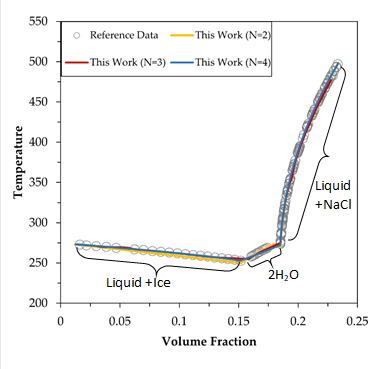 550
500
450
400
350
300
250
200
Temperature
Reference Data
This Work (N=2)
This Work (N=3)
This Work (N=4)
Liquid
+NaCl
Liquid +Ice
2H₂O
0
0.05
0.1
0.15
0.2
0.25
Volume Fraction